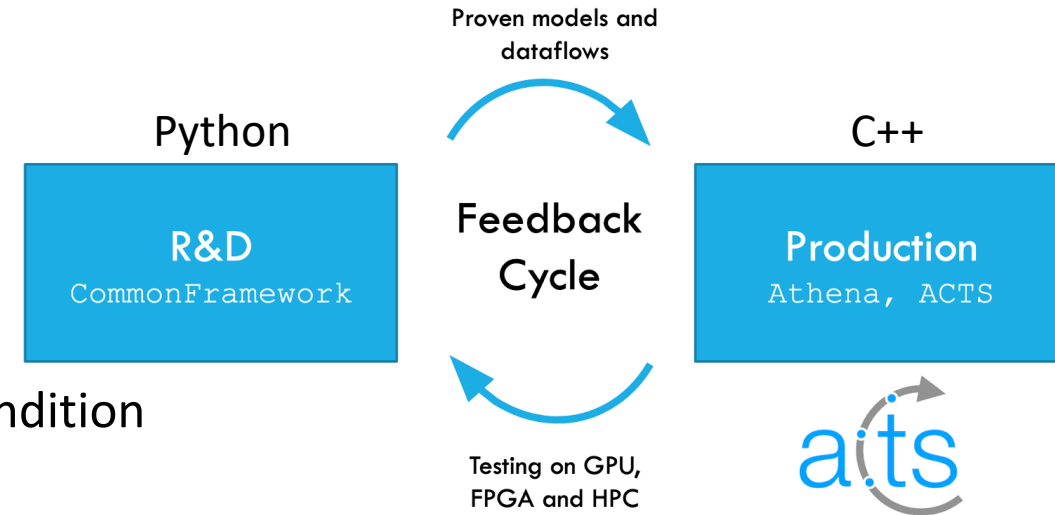 Proven models and
dataflows
Python
C++
R&D
CommonFramework
Feedback
Cycle
Production
Athena, ACTS
ndition
Testing on GPU,
FPGA and HPC
acts